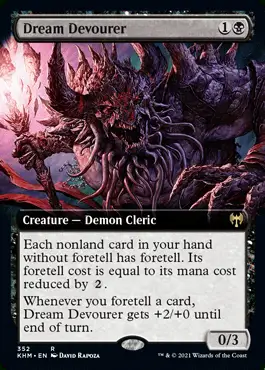 Dream Devourer 1
Creature — Demon Cleric
Each nonland card in your hand
without foretell has foretell. Its
foretell cost is equal to its mana cost
reduced by 2.
Whenever you foretell a card,
Dream Devourer gets +2/+0 until
end of turn.
0/3
352 R
KHM • EN DAVID RAPOZA
™ & © 2021 Wizards of the Coast